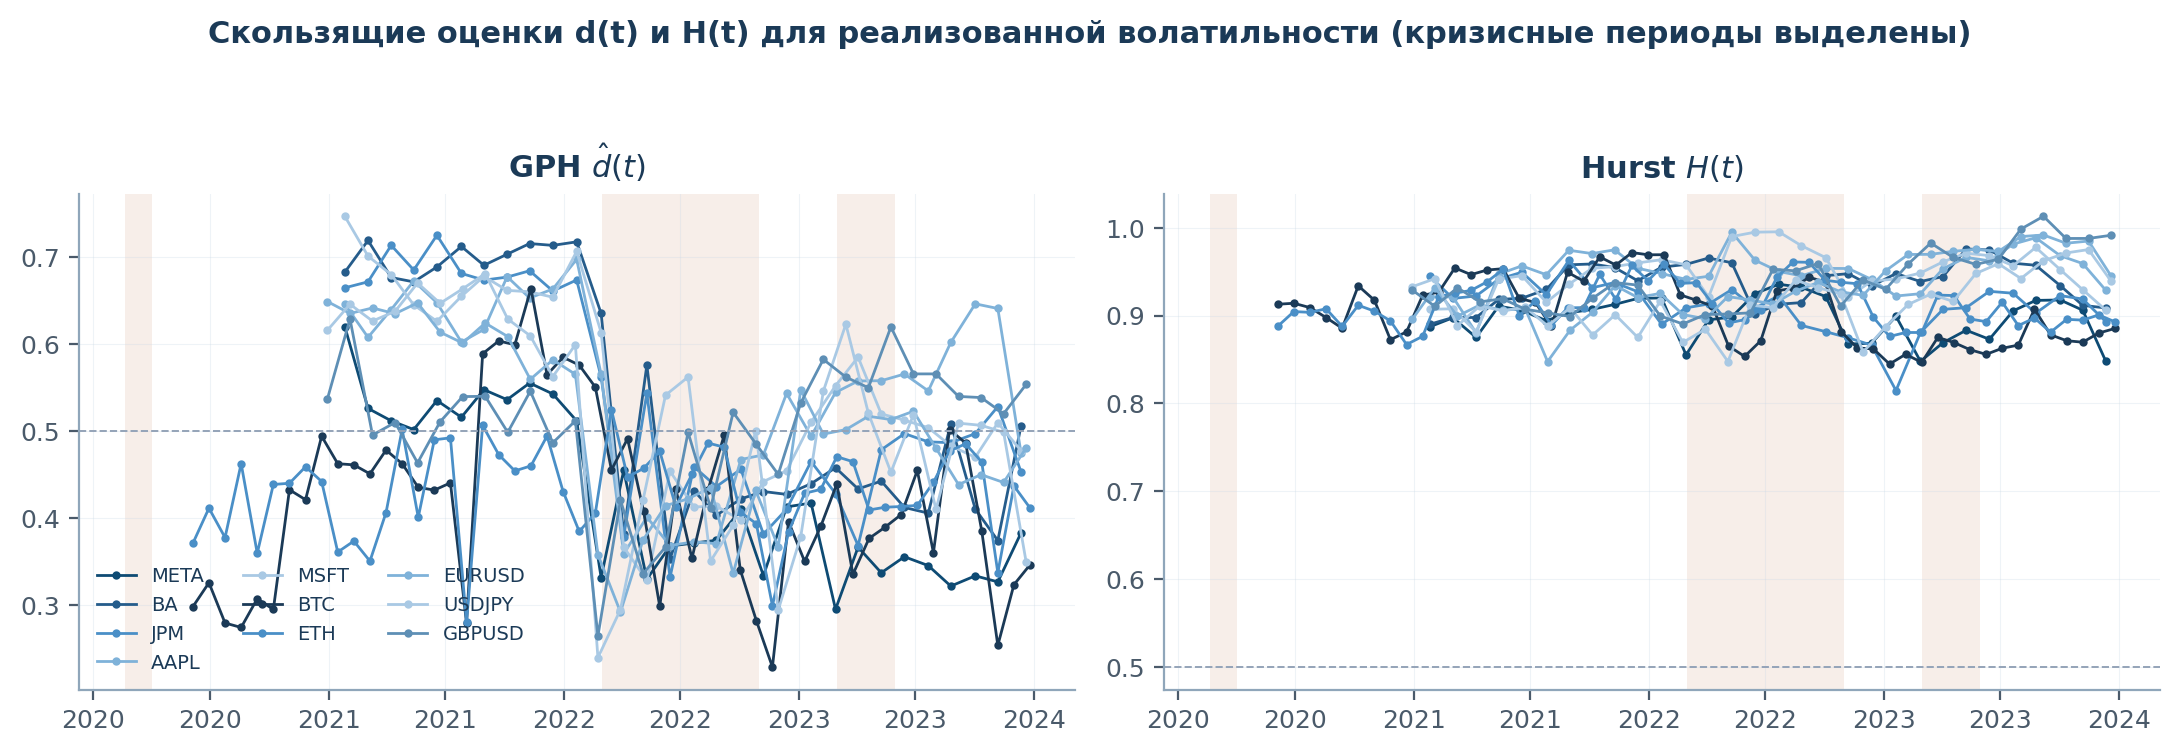 Скользящие оценки d(t) и H(t) для реализованной волатильности (кризисные периоды выделены)
GPH d̂(t)
0.7
0.6
0.5
0.4
0.3
META MSFT EURUSD
BA BTC USDJPY
JPM ETH GBPUSD
AAPL
2020 2020 2021 2021 2022 2022 2023 2023 2024
Hurst H(t)
1.0
0.9
0.8
0.7
0.6
0.5
2020 2020 2021 2021 2022 2022 2023 2023 2024